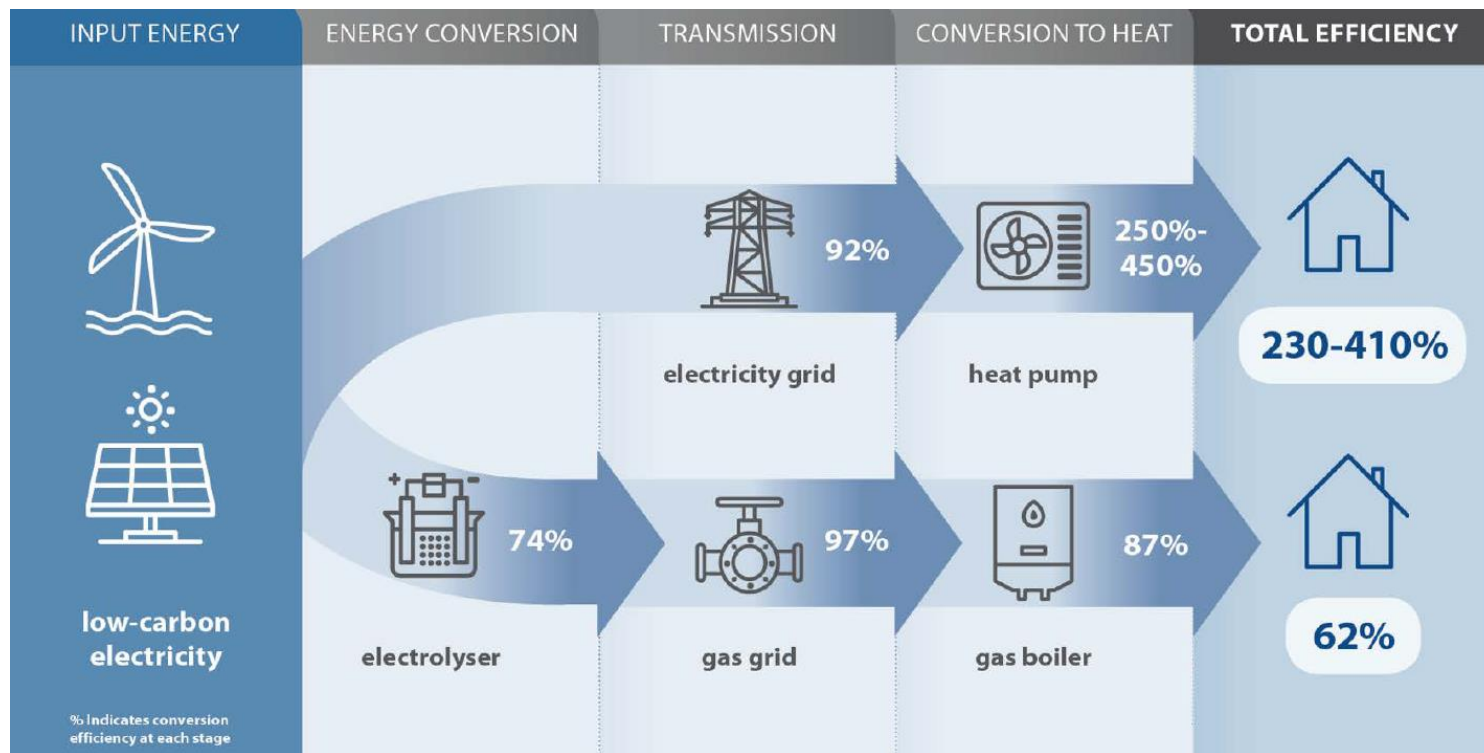 INPUT ENERGY
ENERGY CONVERSION
TRANSMISSION
CONVERSION TO HEAT
TOTAL EFFICIENCY
92%
250%-
450%
electricity grid
heat pump
230-410%
74%
97%
87%
low-carbon
electricity
electrolyser
gas grid
gas boiler
62%
% Indicates conversion
efficiency at each stage